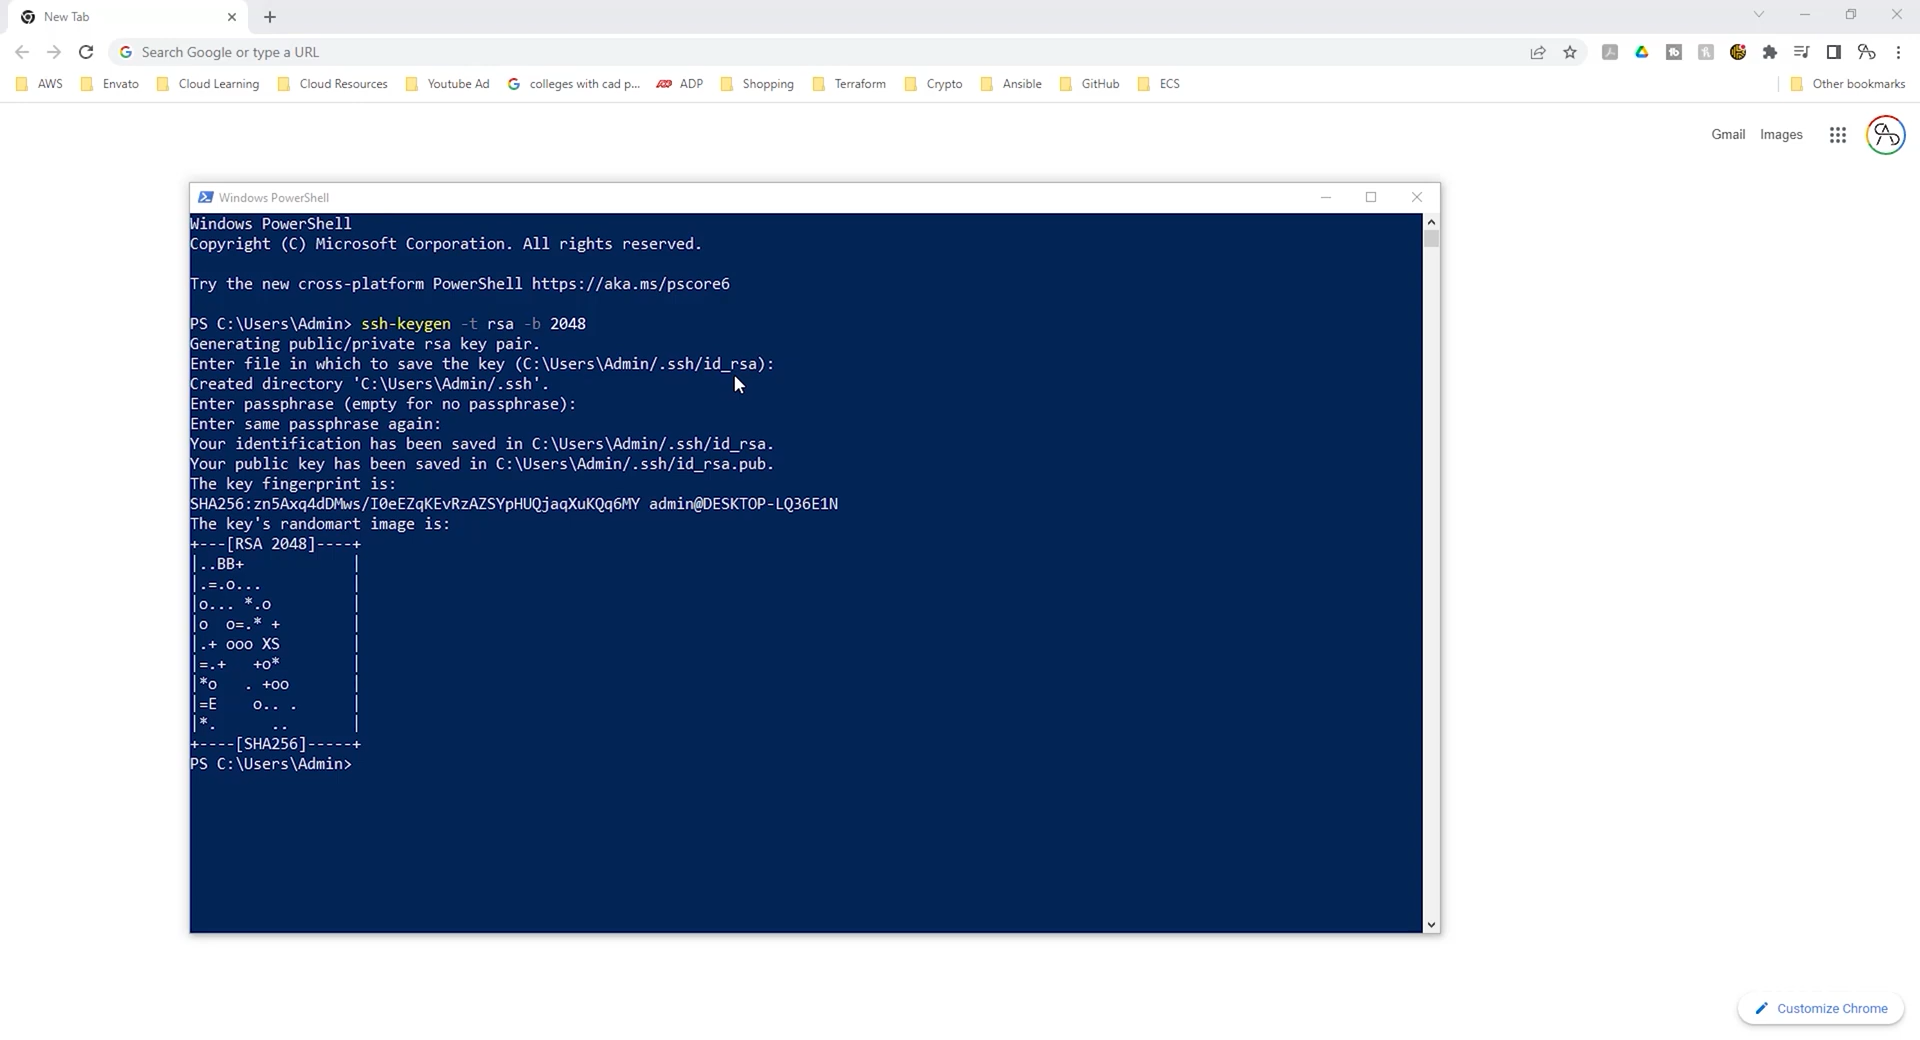 New Tab
Search Google or type a URL
AWS Envato Cloud Learning Cloud Resources Youtube Ad colleges with cad p... ADP Shopping Terraform Crypto Ansible GitHub ECS Other bookmarks
Gmail Images
Windows PowerShell
Windows PowerShell
Copyright (C) Microsoft Corporation. All rights reserved.
Try the new cross-platform PowerShell https://aka.ms/pscore6
PS C:\Users\Admin> ssh-keygen -t rsa -b 2048
Generating public/private rsa key pair.
Enter file in which to save the key (C:\Users\Admin/.ssh/id_rsa):
Created directory 'C:\Users\Admin/.ssh'.
Enter passphrase (empty for no passphrase):
Enter same passphrase again:
Your identification has been saved in C:\Users\Admin/.ssh/id_rsa.
Your public key has been saved in C:\Users\Admin/.ssh/id_rsa.pub.
The key fingerprint is:
SHA256:zn5Axq4dDMws/I0eEZqKEvRzAZSYpHUQjaqXuKQq6MY admin@DESKTOP-LQ36E1N
The key's randomart image is:
+---[RSA 2048]----+
|..BB+            |
|.=.o...          |
|o... *.o         |
|o  o=.* +        |
|.+ ooo XS        |
|=.+   +o*        |
|*o   . +oo       |
|=E    o.. .      |
|*.      ..       |
+----[SHA256]-----+
PS C:\Users\Admin>
Customize Chrome